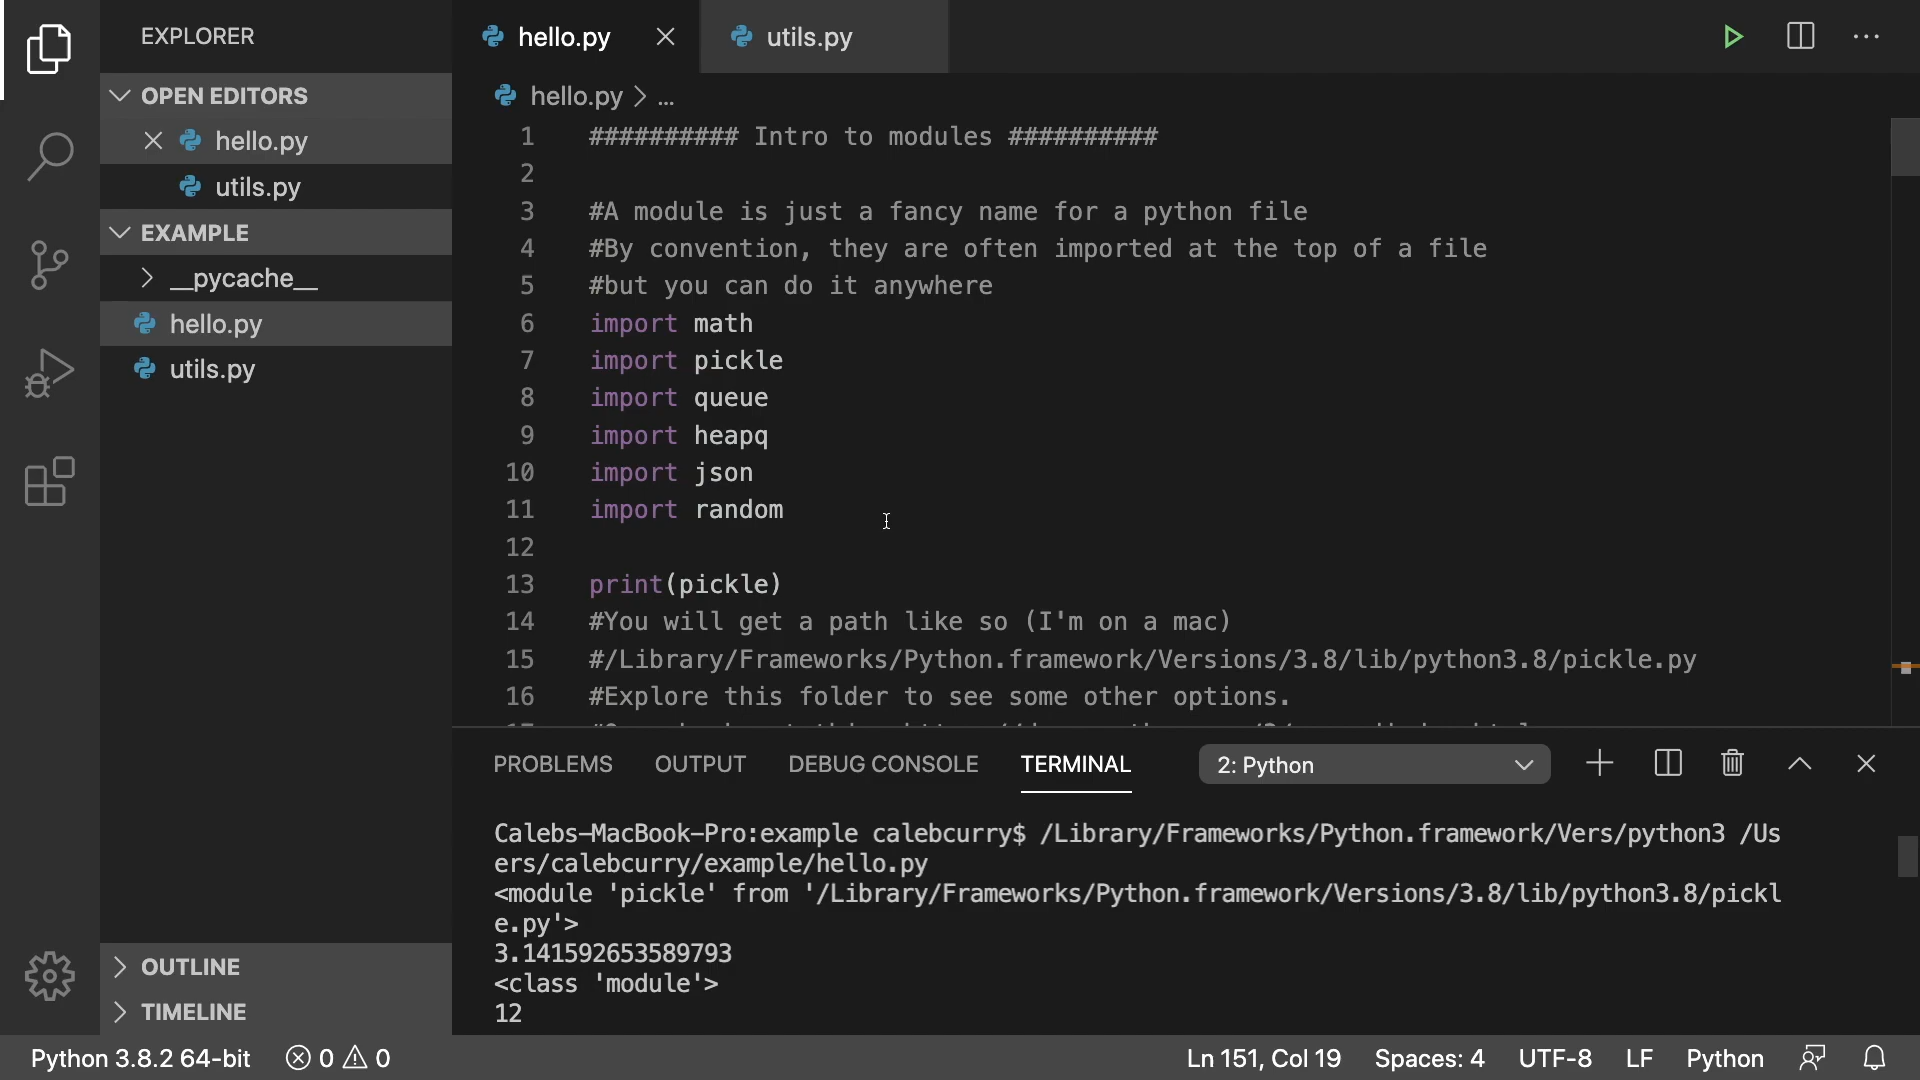 EXPLORER
OPEN EDITORS
hello.py
utils.py
EXAMPLE
__pycache__
hello.py
utils.py
OUTLINE
TIMELINE
hello.py
utils.py
hello.py > ...
1 ########## Intro to modules ##########
2
3 #A module is just a fancy name for a python file
4 #By convention, they are often imported at the top of a file
5 #but you can do it anywhere
6 import math
7 import pickle
8 import queue
9 import heapq
10 import json
11 import random
12
13 print(pickle)
14 #You will get a path like so (I'm on a mac)
15 #/Library/Frameworks/Python.framework/Versions/3.8/lib/python3.8/pickle.py
16 #Explore this folder to see some other options.
PROBLEMS OUTPUT DEBUG CONSOLE TERMINAL 2: Python
Calebs-MacBook-Pro:example calebcurry$ /Library/Frameworks/Python.framework/Vers/python3 /Us
ers/calebcurry/example/hello.py
<module 'pickle' from '/Library/Frameworks/Python.framework/Versions/3.8/lib/python3.8/pickl
e.py'>
3.141592653589793
<class 'module'>
12
Python 3.8.2 64-bit 0 0 Ln 151, Col 19 Spaces: 4 UTF-8 LF Python